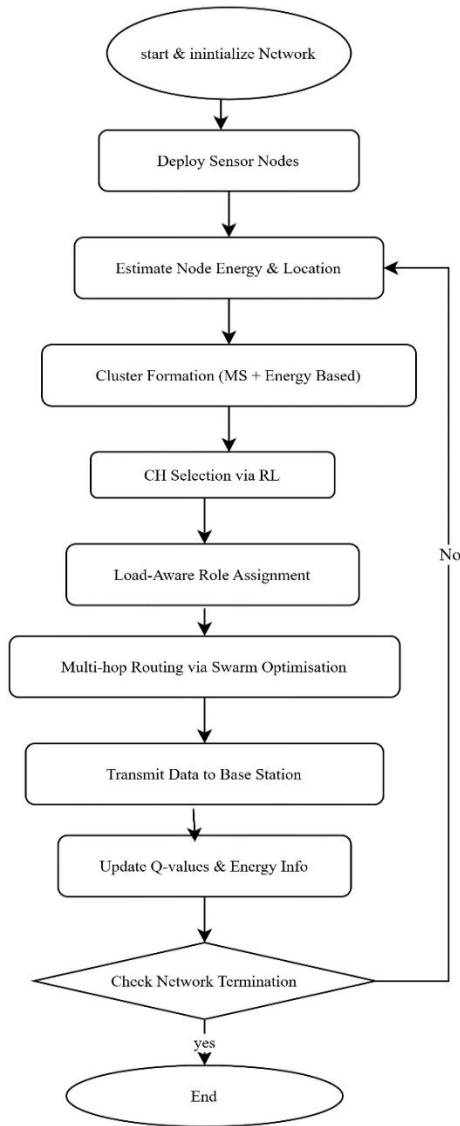 start & inintialize Network
Deploy Sensor Nodes
Estimate Node Energy & Location
Cluster Formation (MS + Energy Based)
CH Selection via RL
No
Load-Aware Role Assignment
Multi-hop Routing via Swarm Optimisation
Transmit Data to Base Station
Update Q-values & Energy Info
Check Network Termination
yes
End